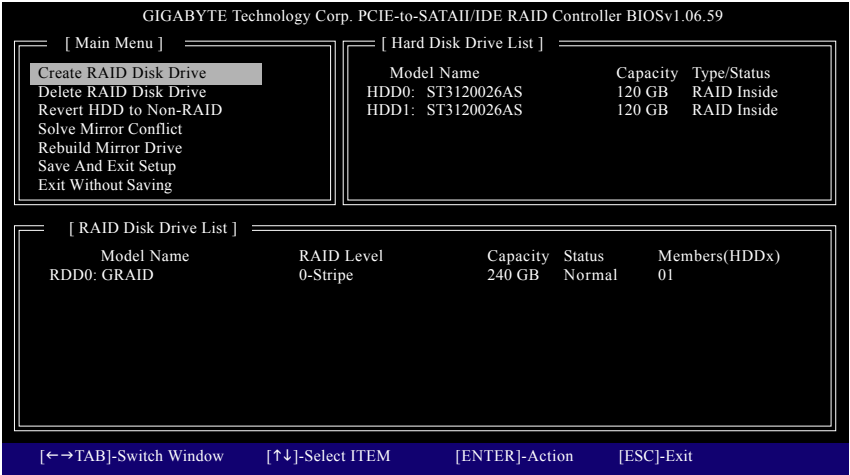 GIGABYTE Technology Corp. PCIE-to-SATAII/IDE RAID Controller BIOSv1.06.59
[ Main Menu ]
Create RAID Disk Drive
Delete RAID Disk Drive
Revert HDD to Non-RAID
Solve Mirror Conflict
Rebuild Mirror Drive
Save And Exit Setup
Exit Without Saving
[ Hard Disk Drive List ]
Model Name Capacity Type/Status
HDD0: ST3120026AS 120 GB RAID Inside
HDD1: ST3120026AS 120 GB RAID Inside
[ RAID Disk Drive List ]
Model Name RAID Level Capacity Status Members(HDDx)
RDD0: GRAID 0-Stripe 240 GB Normal 01
[←→TAB]-Switch Window [↑↓]-Select ITEM [ENTER]-Action [ESC]-Exit